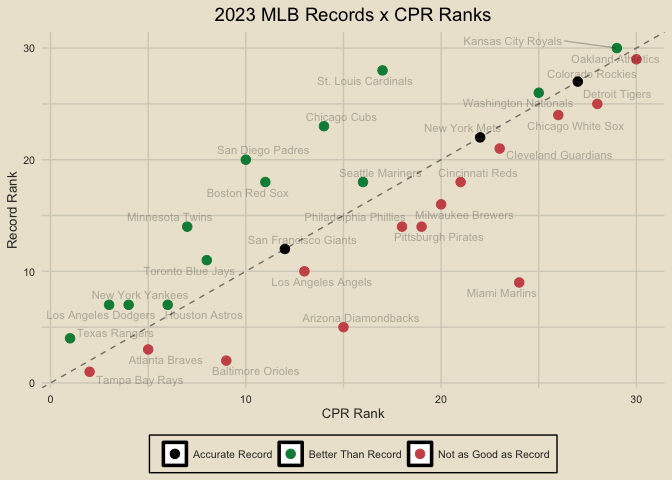 2023 MLB Records x CPR Ranks
Kansas City Royals
30
Oakland Athletics
St. Louis Cardinals
Colorado Rockies
Detroit Tigers
Washington Nationals
Chicago Cubs
New York Mets
Chicago White Sox
San Diego Padres
Cleveland Guardians
20
Seattle Mariners
Cincinnati Reds
Boston Red Sox
Record Rank
Minnesota Twins
Philadelphia Phillies
Milwaukee Brewers
San Francisco Giants
Pittsburgh Pirates
10
Toronto Blue Jays
Los Angeles Angels
New York Yankees
Miami Marlins
Los Angeles Dodgers
Houston Astros
Arizona Diamondbacks
Texas Rangers
Atlanta Braves
Baltimore Orioles
Tampa Bay Rays
0
0 10 20 30
CPR Rank
Accurate Record Better Than Record Not as Good as Record